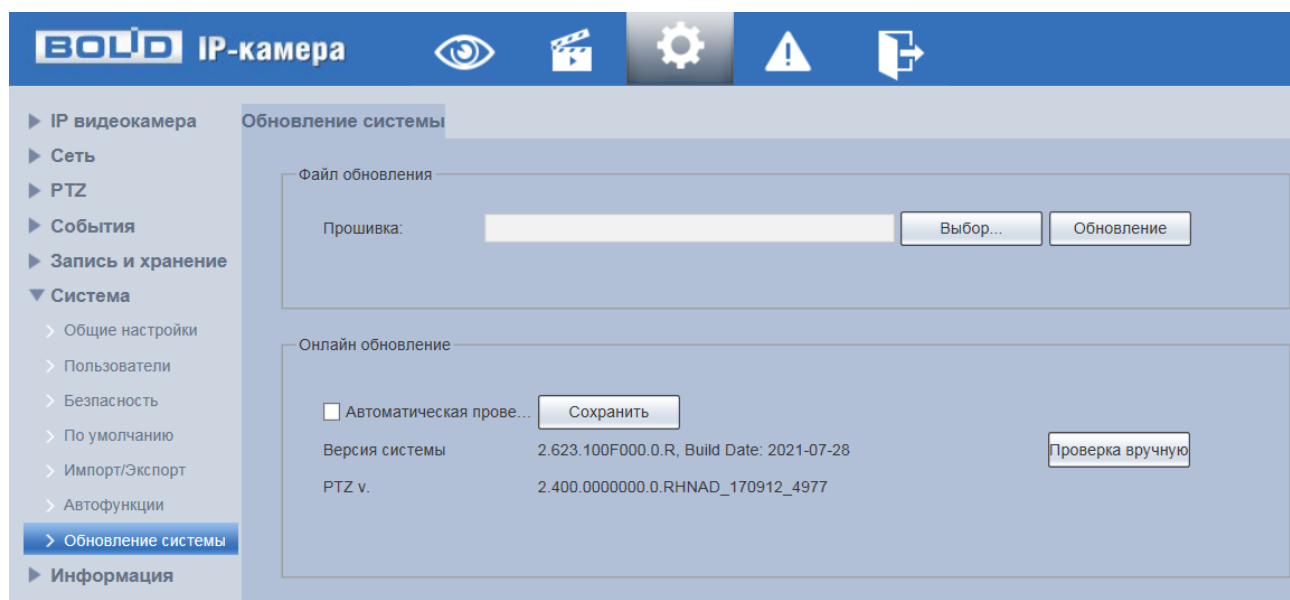 BOLID IP-камера
IP видеокамера
Сеть
PTZ
События
Запись и хранение
Система
Общие настройки
Пользователи
Безпасность
По умолчанию
Импорт/Экспорт
Автофункции
Обновление системы
Информация
Обновление системы
Файл обновления
Прошивка: Выбор... Обновление
Онлайн обновление
Автоматическая прове... Сохранить
Версия системы 2.623.100F000.0.R, Build Date: 2021-07-28 Проверка вручную
PTZ v. 2.400.0000000.0.RHNAD_170912_4977